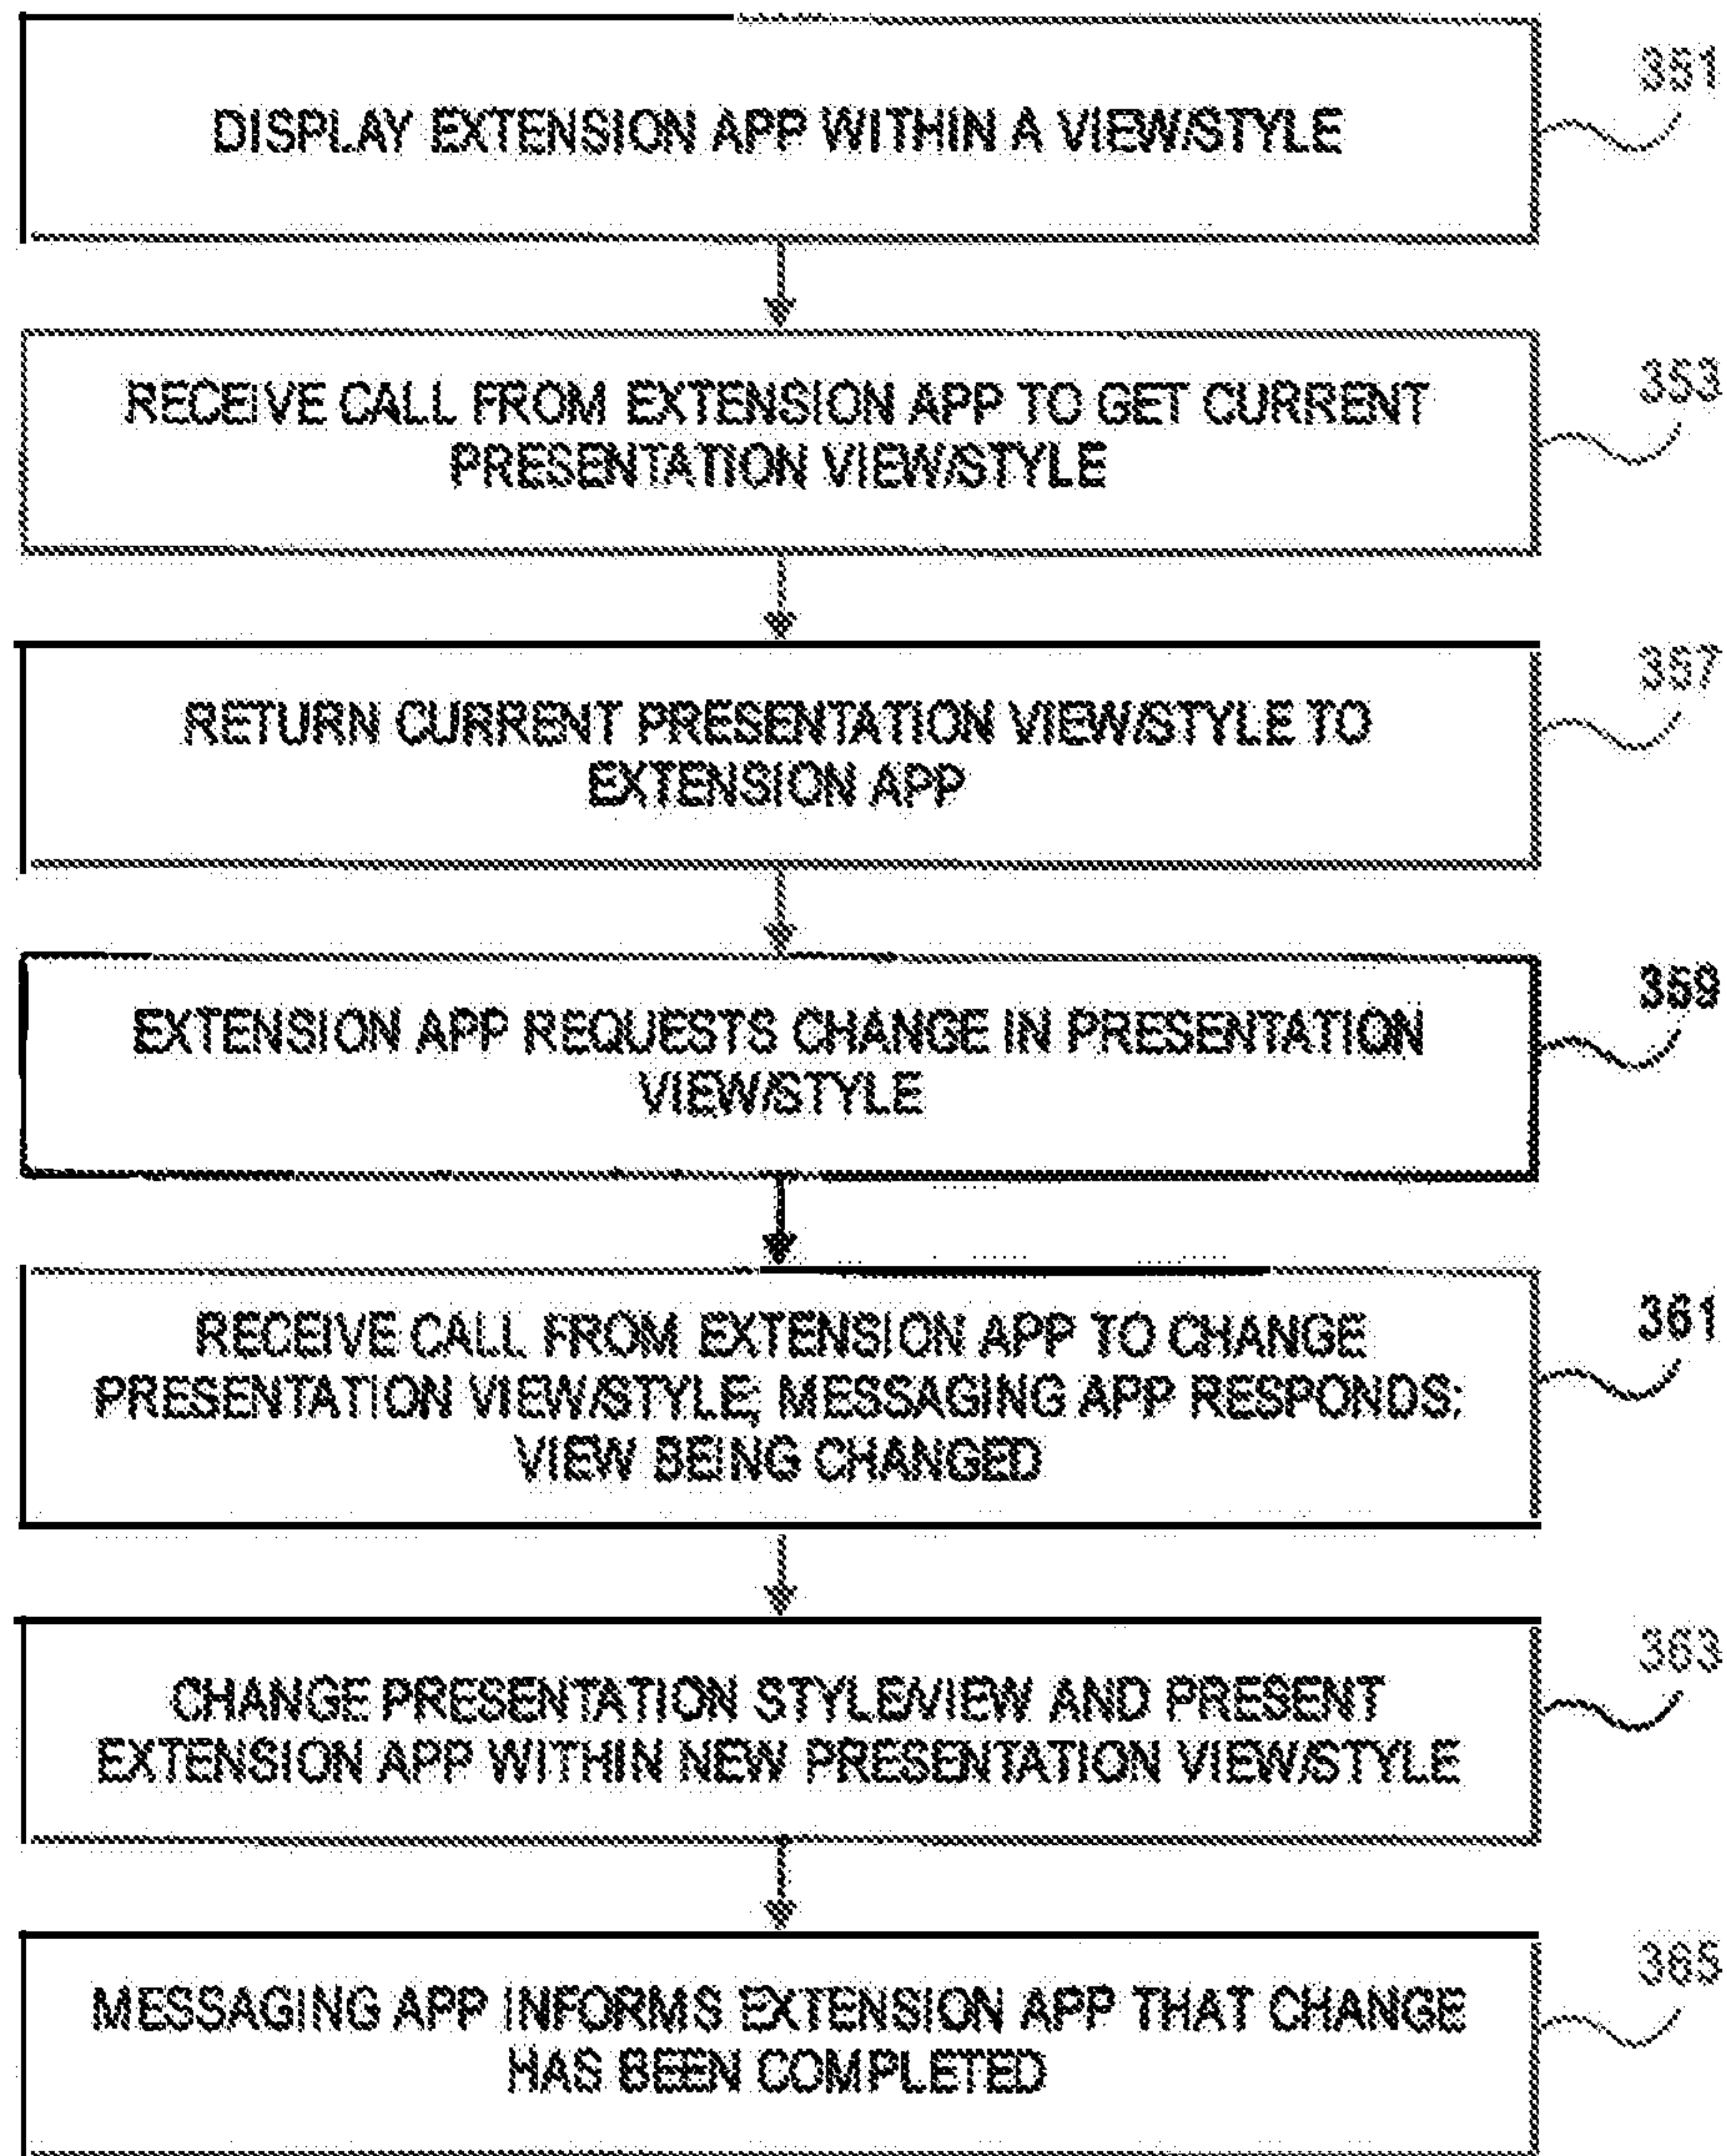 DISPLAY EXTENSION APP WITHIN A VIEW/STYLE
351
RECEIVE CALL FROM EXTENSION APP TO GET CURRENT
PRESENTATION VIEW/STYLE
353
RETURN CURRENT PRESENTATION VIEW/STYLE TO
EXTENSION APP
357
EXTENSION APP REQUESTS CHANGE IN PRESENTATION
VIEW/STYLE
359
RECEIVE CALL FROM EXTENSION APP TO CHANGE
PRESENTATION VIEW/STYLE; MESSAGING APP RESPONDS:
VIEW BEING CHANGED
361
CHANGE PRESENTATION STYLE/VIEW AND PRESENT
EXTENSION APP WITHIN NEW PRESENTATION VIEW/STYLE
363
MESSAGING APP INFORMS EXTENSION APP THAT CHANGE
HAS BEEN COMPLETED
365